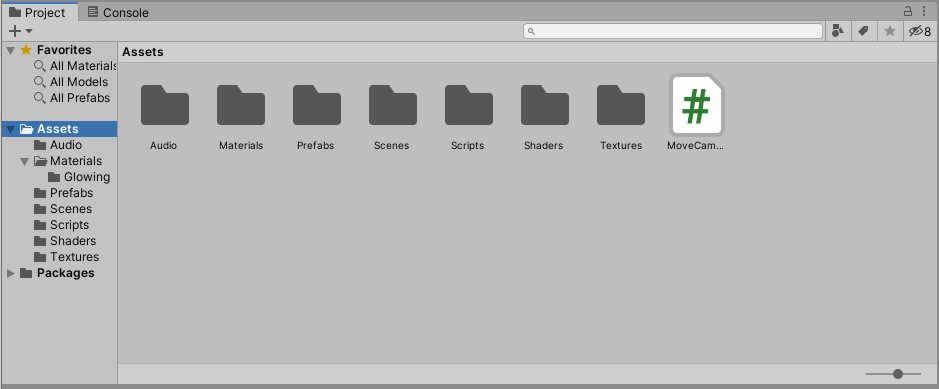 Project
Console
8
Favorites
All Materials
All Models
All Prefabs
Assets
Audio
Materials
Glowing
Prefabs
Scenes
Scripts
Shaders
Textures
Packages
Assets
#
Audio
Materials
Prefabs
Scenes
Scripts
Shaders
Textures
MoveCam...